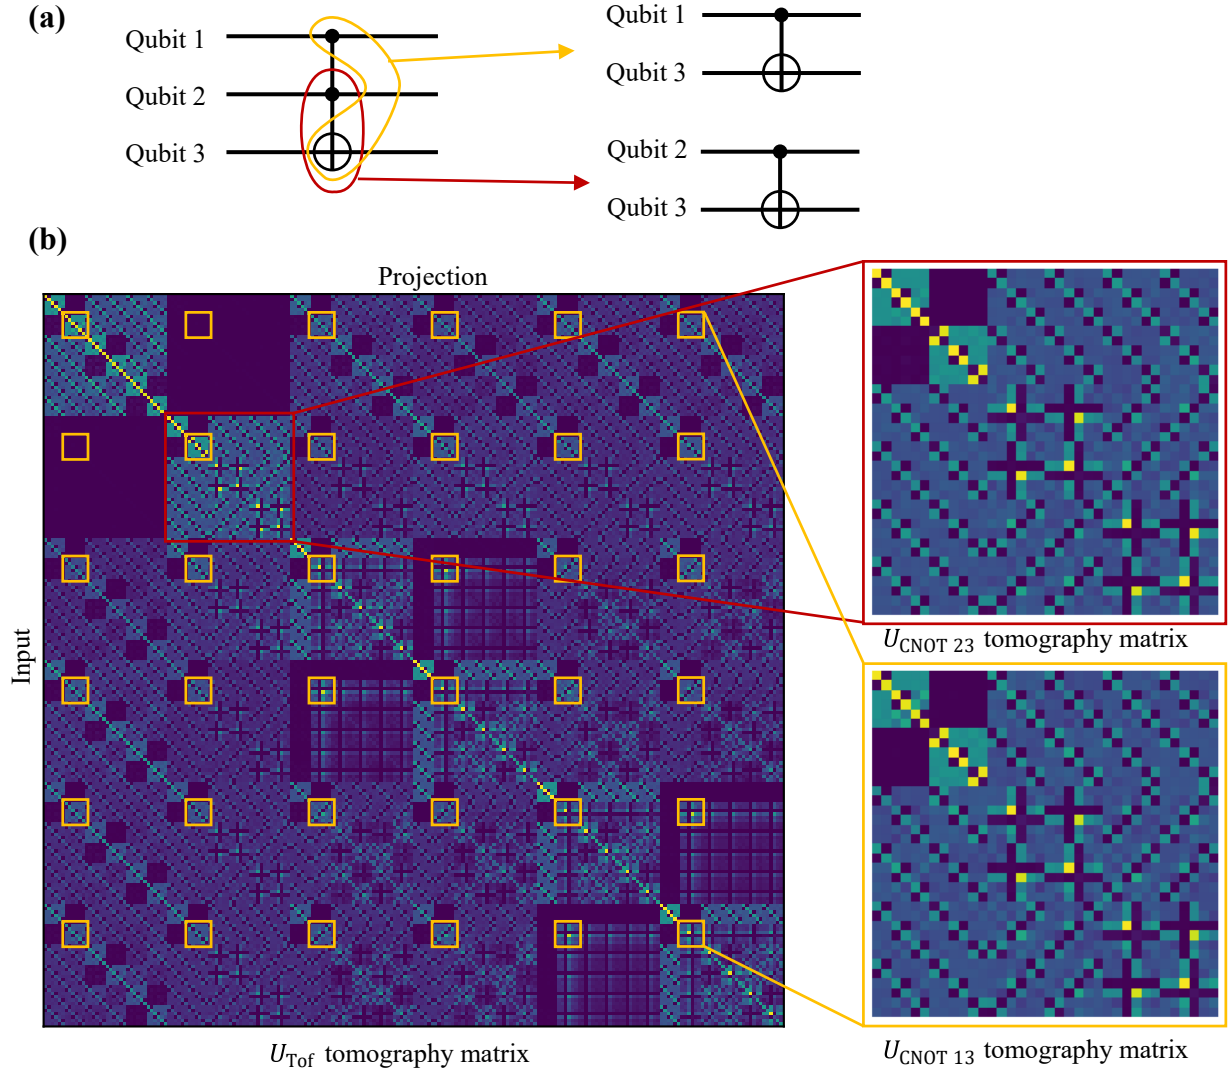 (a)
Qubit 1
Qubit 2
Qubit 3
Qubit 1
Qubit 3
Qubit 2
Qubit 3
(b)
Projection
Input
U_Tof tomography matrix
U_CNOT 23 tomography matrix
U_CNOT 13 tomography matrix